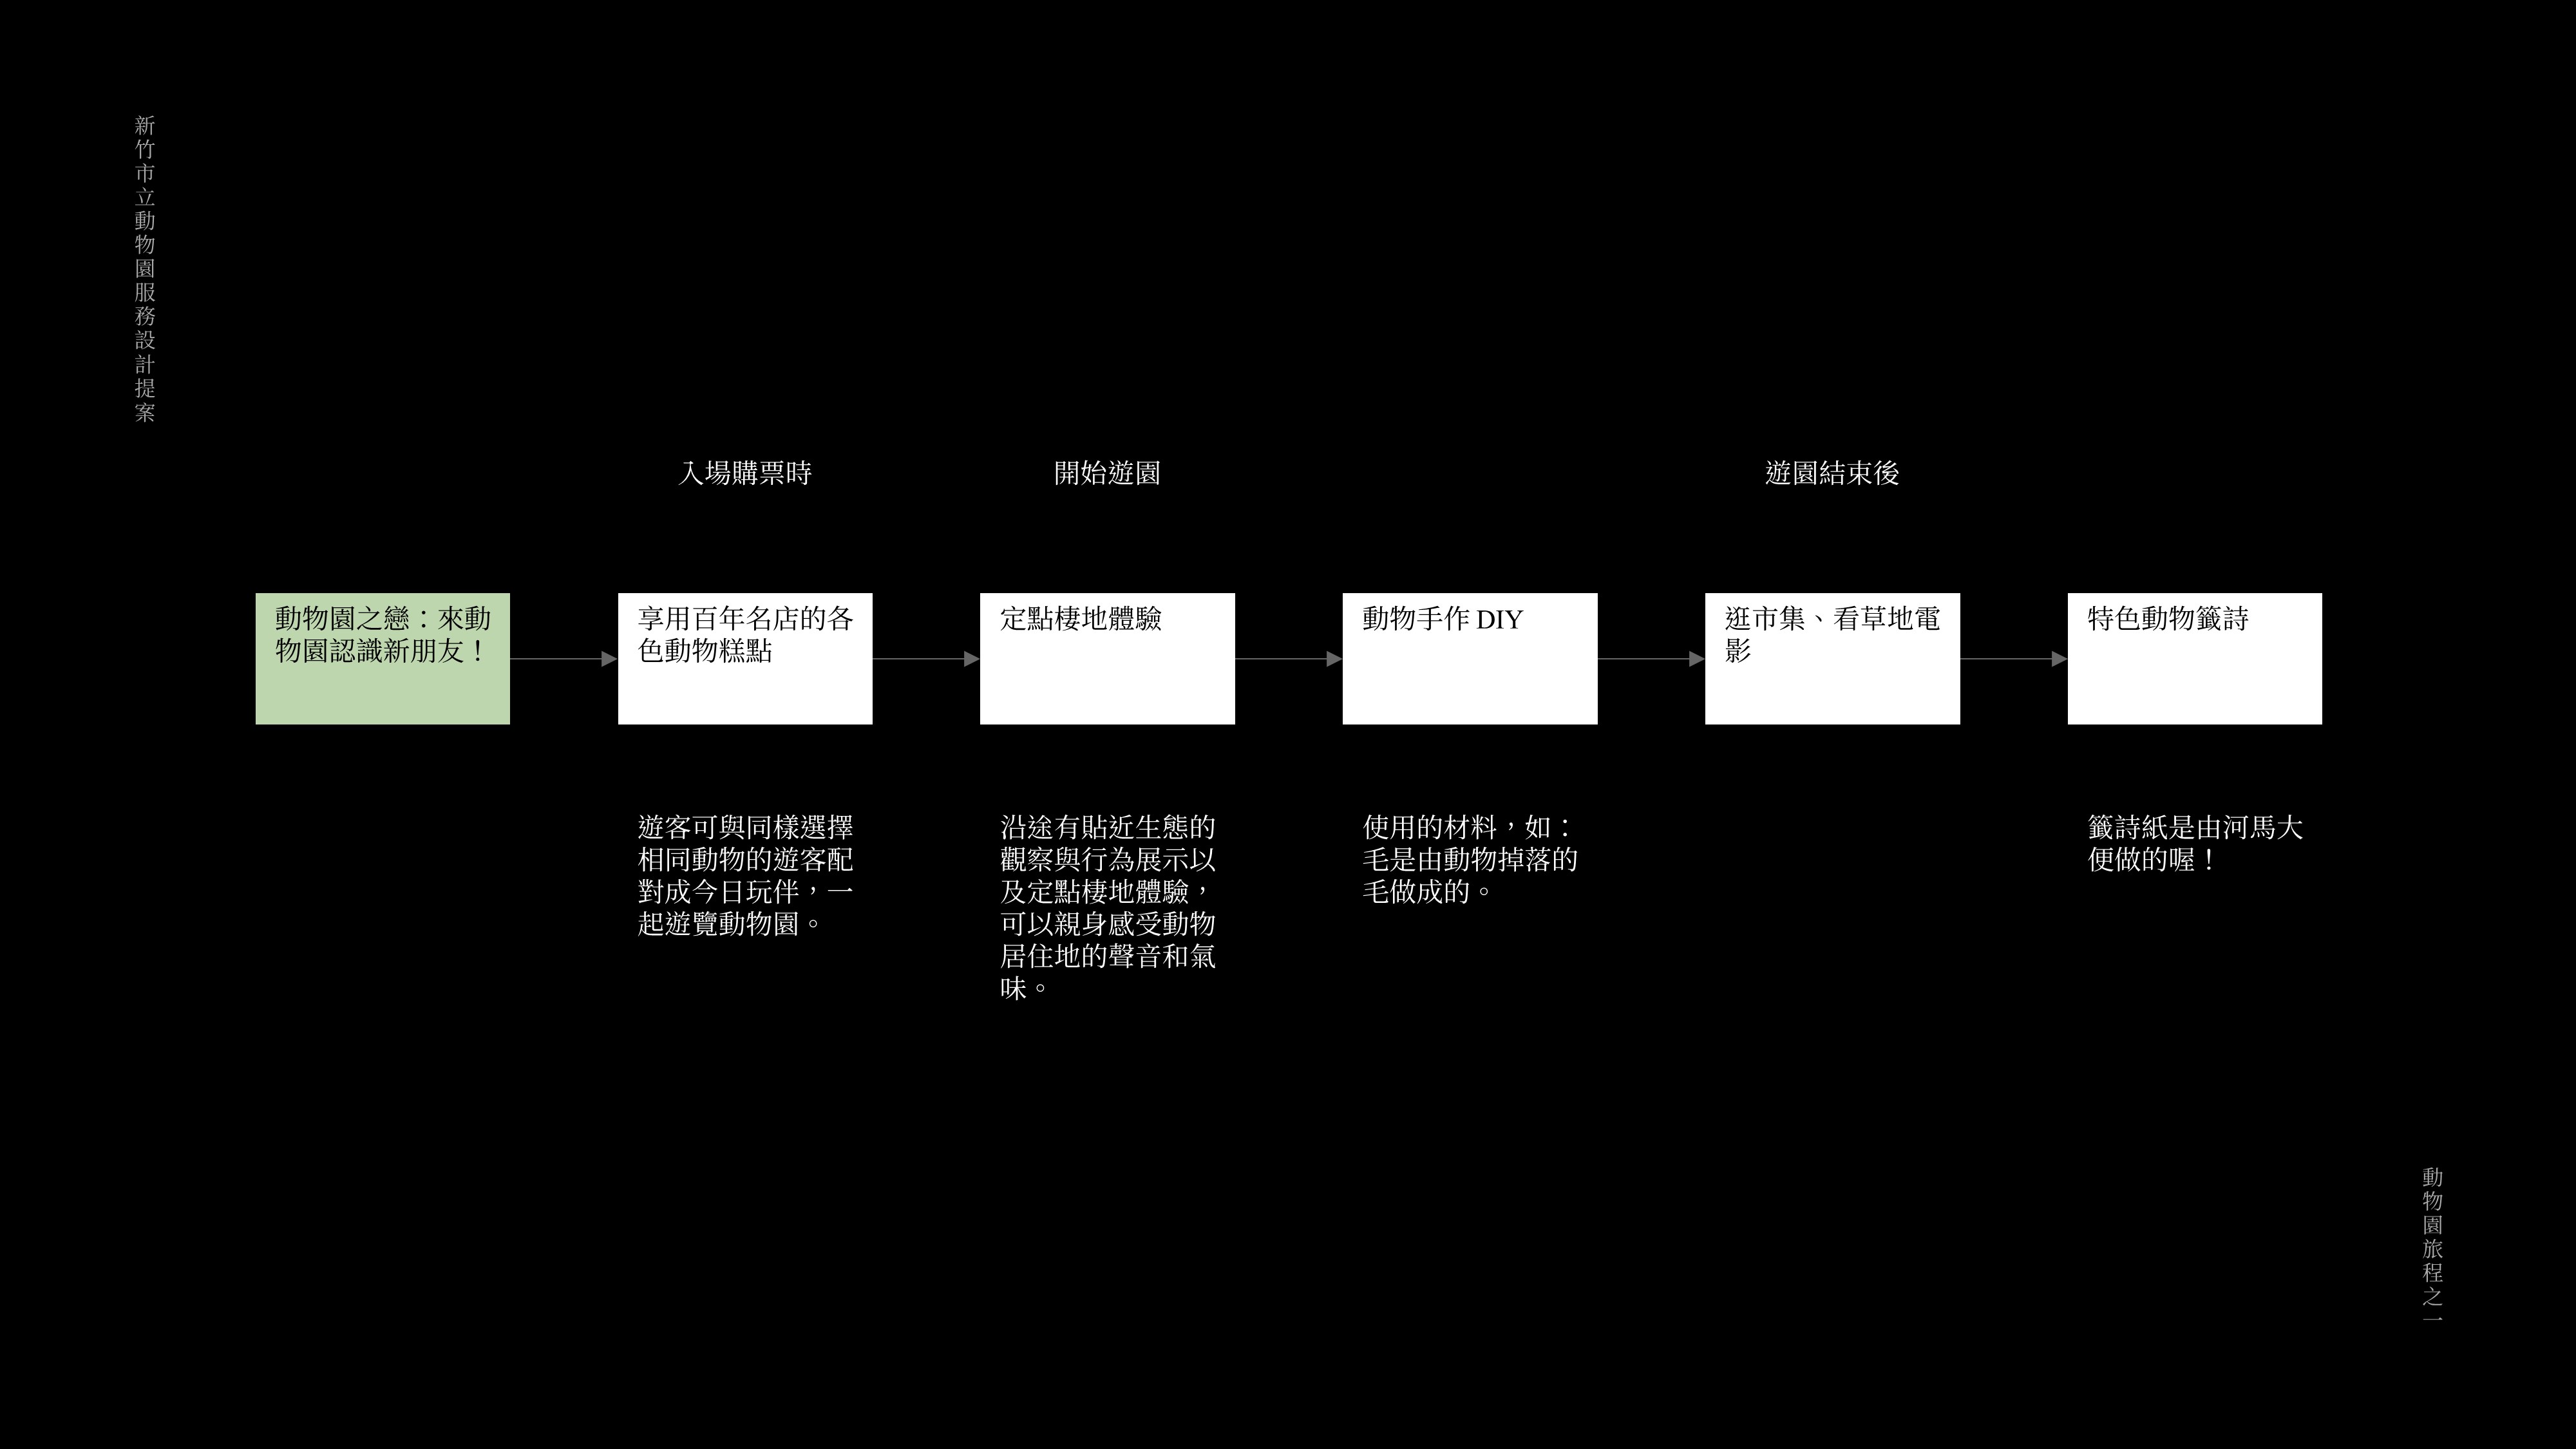 新竹市立動物園服務設計提案
入場購票時
開始遊園
遊園結束後
動物園之戀：來動
物園認識新朋友！
享用百年名店的各
色動物糕點
定點棲地體驗
動物手作 DIY
逛市集、看草地電
影
特色動物籤詩
遊客可與同樣選擇
相同動物的遊客配
對成今日玩伴，一
起遊覽動物園。
沿途有貼近生態的
觀察與行為展示以
及定點棲地體驗，
可以親身感受動物
居住地的聲音和氣
味。
使用的材料，如：
毛是由動物掉落的
毛做成的。
籤詩紙是由河馬大
便做的喔！
動物園旅程之一